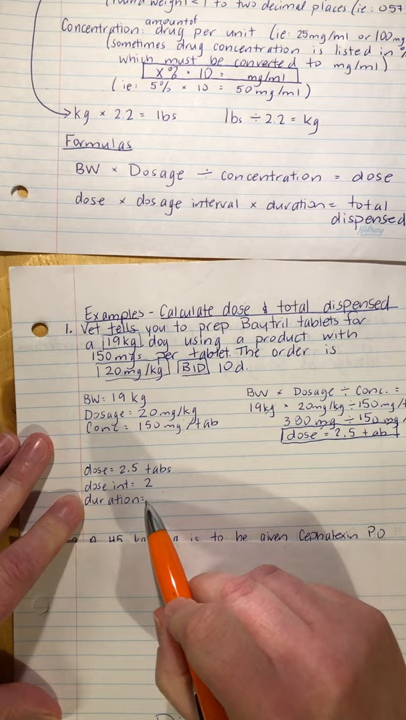 (round weight < 1 to two decimal places (ie: .057
amount of
Concentration: drug per unit (ie: 25mg/ml or 100mg
(sometimes drug concentration is listed in %
which must be converted to mg/ml)
x% · 10 = mg/ml
(ie: 5% × 10 = 50mg/ml)
kg × 2.2 = lbs lbs ÷ 2.2 = kg
Formulas
BW × Dosage ÷ concentration = dose
dose × dosage interval × duration = total
dispensed
Hilroy
Examples - Calculate dose & total dispensed
1. Vet tells you to prep Baytril tablets for
a 19kg dog using a product with
150mg per tablet. The order is
20mg/kg BID 10d.
BW: 19 kg
Dosage: 20mg/kg
Conc: 150 mg/tab
BW × Dosage ÷ Conc. =
19kg × 20mg/kg ÷ 150mg/t
380mg ÷ 150mg
dose = 2.5 tab
dose = 2.5 tabs
dose int = 2
duration=
is to be given Cephalexin PO